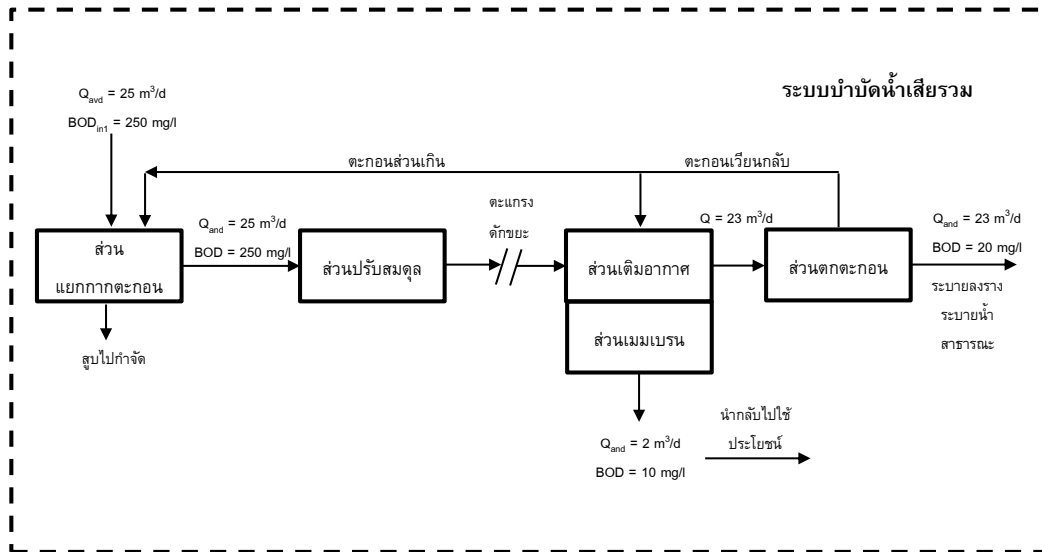 ระบบบำบัดน้ำเสียรวม
Qavd = 25 m3/d
BODin1 = 250 mg/l
ตะกอนส่วนเกิน
ตะกอนเวียนกลับ
ส่วน
แยกกากตะกอน
Qand = 25 m3/d
BOD = 250 mg/l
ส่วนปรับสมดุล
ตะแกรง
ดักขยะ
ส่วนเติมอากาศ
Q = 23 m3/d
ส่วนตกตะกอน
Qand = 23 m3/d
BOD = 20 mg/l
ระบายลงราง
ระบายน้ำ
สาธารณะ
ส่วนเมมเบรน
สูบไปกำจัด
Qand = 2 m3/d
BOD = 10 mg/l
นำกลับไปใช้
ประโยชน์